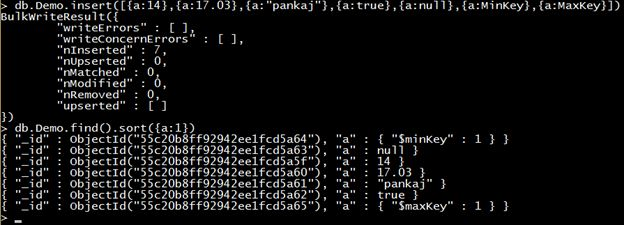 > db.Demo.insert([{a:14},{a:17.03},{a:"pankaj"},{a:true},{a:null},{a:MinKey},{a:MaxKey}])
BulkWriteResult({
"writeErrors" : [ ],
"writeConcernErrors" : [ ],
"nInserted" : 7,
"nUpserted" : 0,
"nMatched" : 0,
"nModified" : 0,
"nRemoved" : 0,
"upserted" : [ ]
})
> db.Demo.find().sort({a:1})
{ "_id" : ObjectId("55c20b8ff92942ee1fcd5a64"), "a" : { "$minKey" : 1 } }
{ "_id" : ObjectId("55c20b8ff92942ee1fcd5a63"), "a" : null }
{ "_id" : ObjectId("55c20b8ff92942ee1fcd5a5f"), "a" : 14 }
{ "_id" : ObjectId("55c20b8ff92942ee1fcd5a60"), "a" : 17.03 }
{ "_id" : ObjectId("55c20b8ff92942ee1fcd5a61"), "a" : "pankaj" }
{ "_id" : ObjectId("55c20b8ff92942ee1fcd5a62"), "a" : true }
{ "_id" : ObjectId("55c20b8ff92942ee1fcd5a65"), "a" : { "$maxKey" : 1 } }
> _